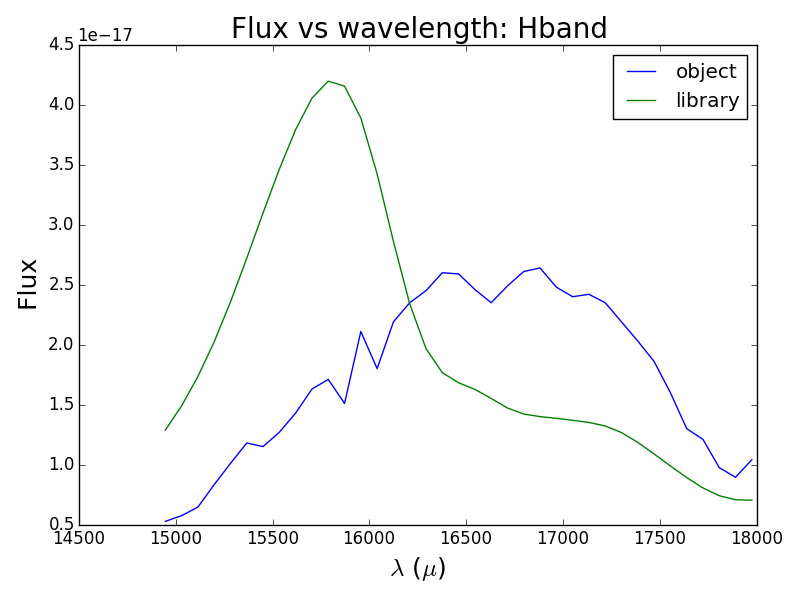 Flux vs wavelength: Hband
1e−17
object
library
4.5
4.0
3.5
3.0
2.5
2.0
1.5
1.0
0.5
Flux
14500 15000 15500 16000 16500 17000 17500 18000
λ (μ)